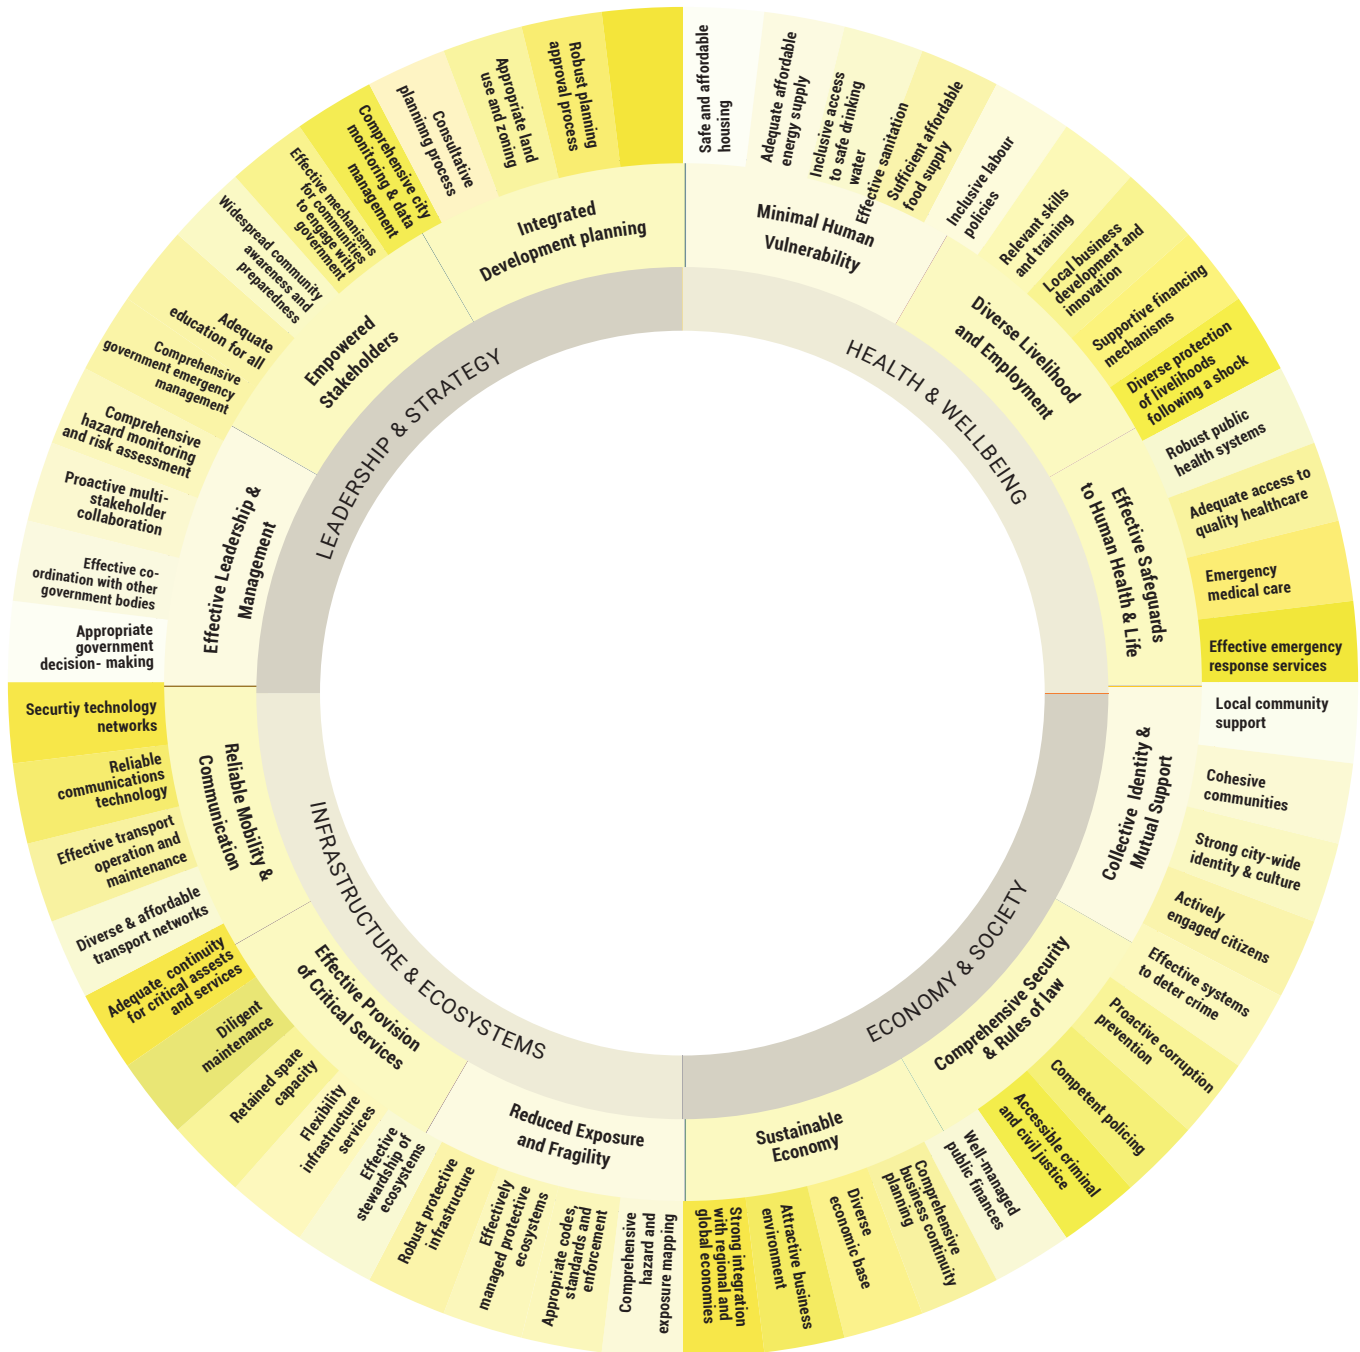 HEALTH & WELLBEING
Minimal Human
Vulnerability
Safe and affordable
housing
Adequate affordable
energy supply
Inclusive access
to safe drinking
water
Effective sanitation
Sufficient affordable
food supply
Diverse Livelihood
and Employment
Inclusive labour
policies
Relevant skills
and training
Local business
development and
innovation
Supportive financing
mechanisms
Diverse protection
of livelihoods
following a shock
Effective Safeguards
to Human Health & Life
Robust public
health systems
Adequate access to
quality healthcare
Emergency
medical care
Effective emergency
response services
ECONOMY & SOCIETY
Collective Identity &
Mutual Support
Local community
support
Cohesive
communities
Strong city-wide
identity & culture
Actively
engaged citizens
Comprehensive Security
& Rules of law
Effective systems
to deter crime
Proactive corruption
prevention
Competent policing
Accessible criminal
and civil justice
Sustainable
Economy
Well-managed
public finances
Comprehensive
business continuity
planning
Diverse
economic base
Attractive business
environment
Strong integration
with regional and
global economies
INFRASTRUCTURE & ECOSYSTEMS
Reduced Exposure
and Fragility
Comprehensive
hazard and
exposure mapping
Appropriate codes,
standards and
enforcement
Effectively
managed protective
ecosystems
Robust protective
infrastructure
Effective Provision
of Critical Services
Effective
stewardship of
ecosystems
Flexibility
infrastructure
services
Retained spare
capacity
Diligent
maintenance
Adequate continuity
for critical assests
and services
Reliable Mobility &
Communication
Diverse & affordable
transport networks
Effective transport
operation and
maintenance
Reliable
communications
technology
Securtiy technology
networks
LEADERSHIP & STRATEGY
Effective Leadership &
Management
Appropriate
government
decision- making
Effective co-
ordination with other
government bodies
Proactive multi-
stakeholder
collaboration
Comprehensive
hazard monitoring
and risk assessment
Comprehensive
government emergency
management
Empowered
Stakeholders
Adequate
education for all
Widespread community
awareness and
preparedness
Effective mechanisms
for communities
to engage with
government
Integrated
Development planning
Comprehensive city
monitoring & data
management
Consultative
planninng process
Appropriate land
use and zoning
Robust planning
approval process